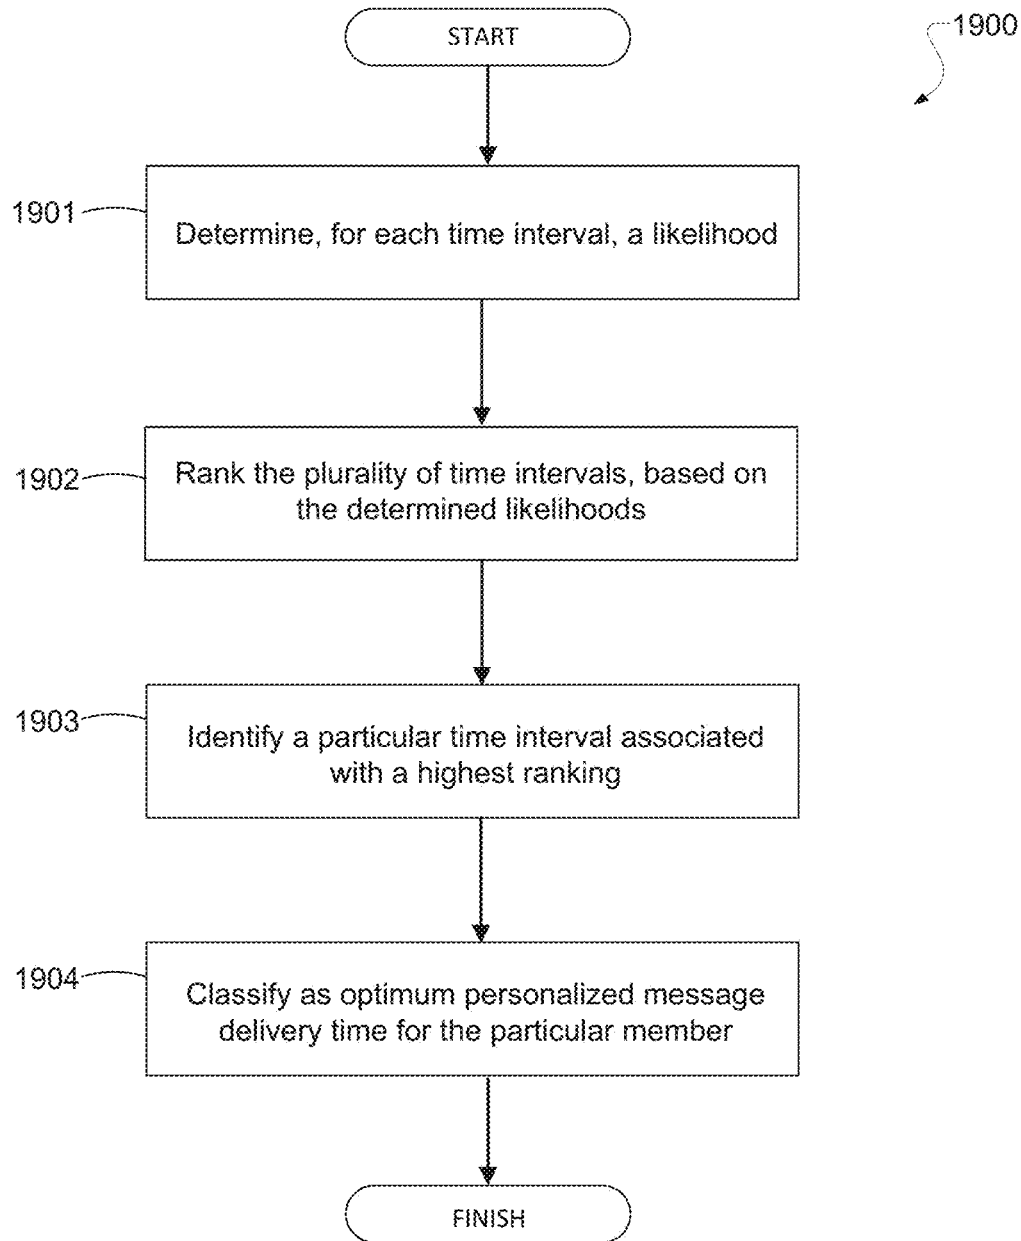 START
1900
1901
Determine, for each time interval, a likelihood
1902
Rank the plurality of time intervals, based on
the determined likelihoods
1903
Identify a particular time interval associated
with a highest ranking
1904
Classify as optimum personalized message
delivery time for the particular member
FINISH